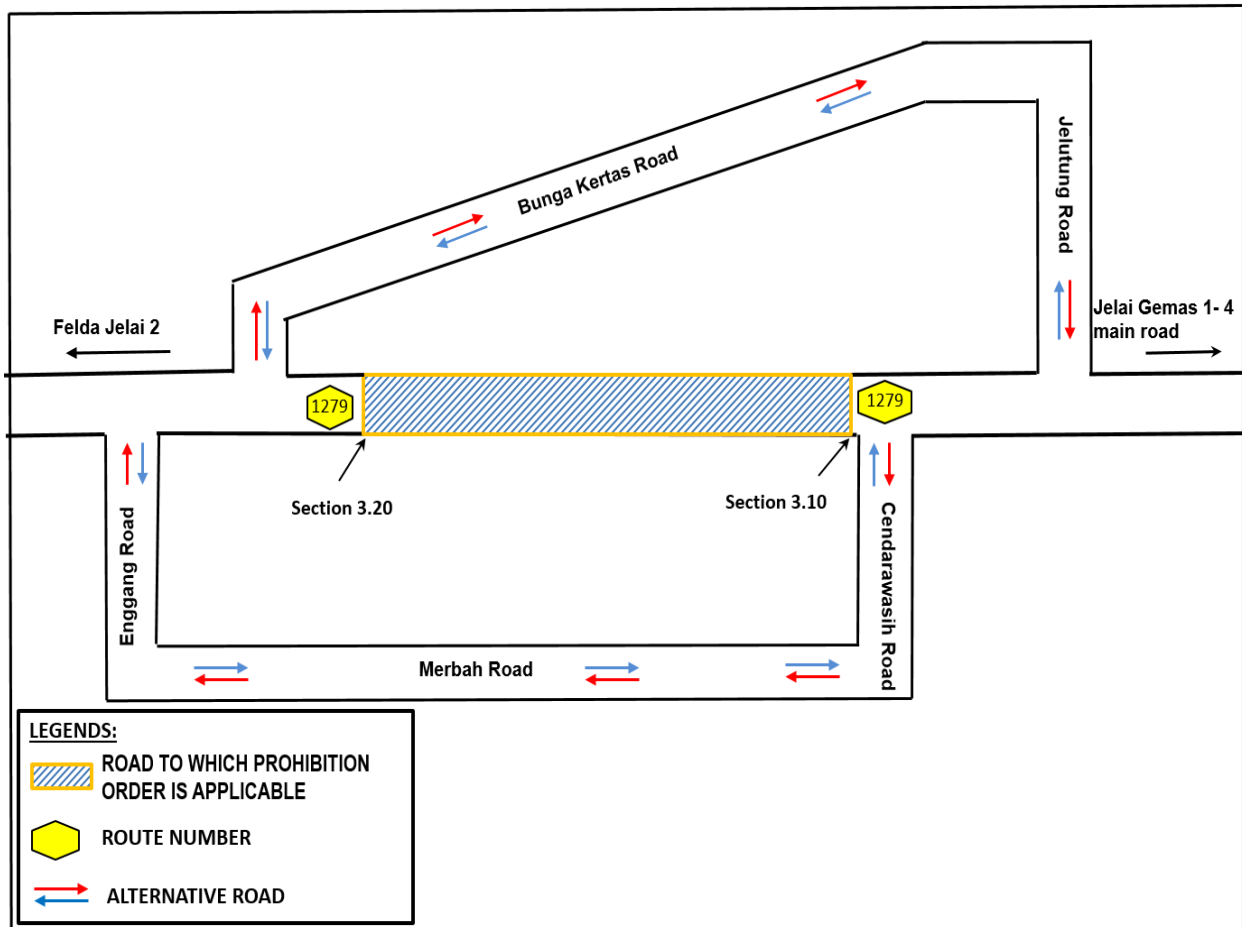 Bunga Kertas Road
Jelutung Road
Felda Jelai 2
Jelai Gemas 1- 4
main road
1279
1279
Section 3.20
Section 3.10
Enggang Road
Cendarawasih Road
Merbah Road
LEGENDS:
ROAD TO WHICH PROHIBITION
ORDER IS APPLICABLE
ROUTE NUMBER
ALTERNATIVE ROAD